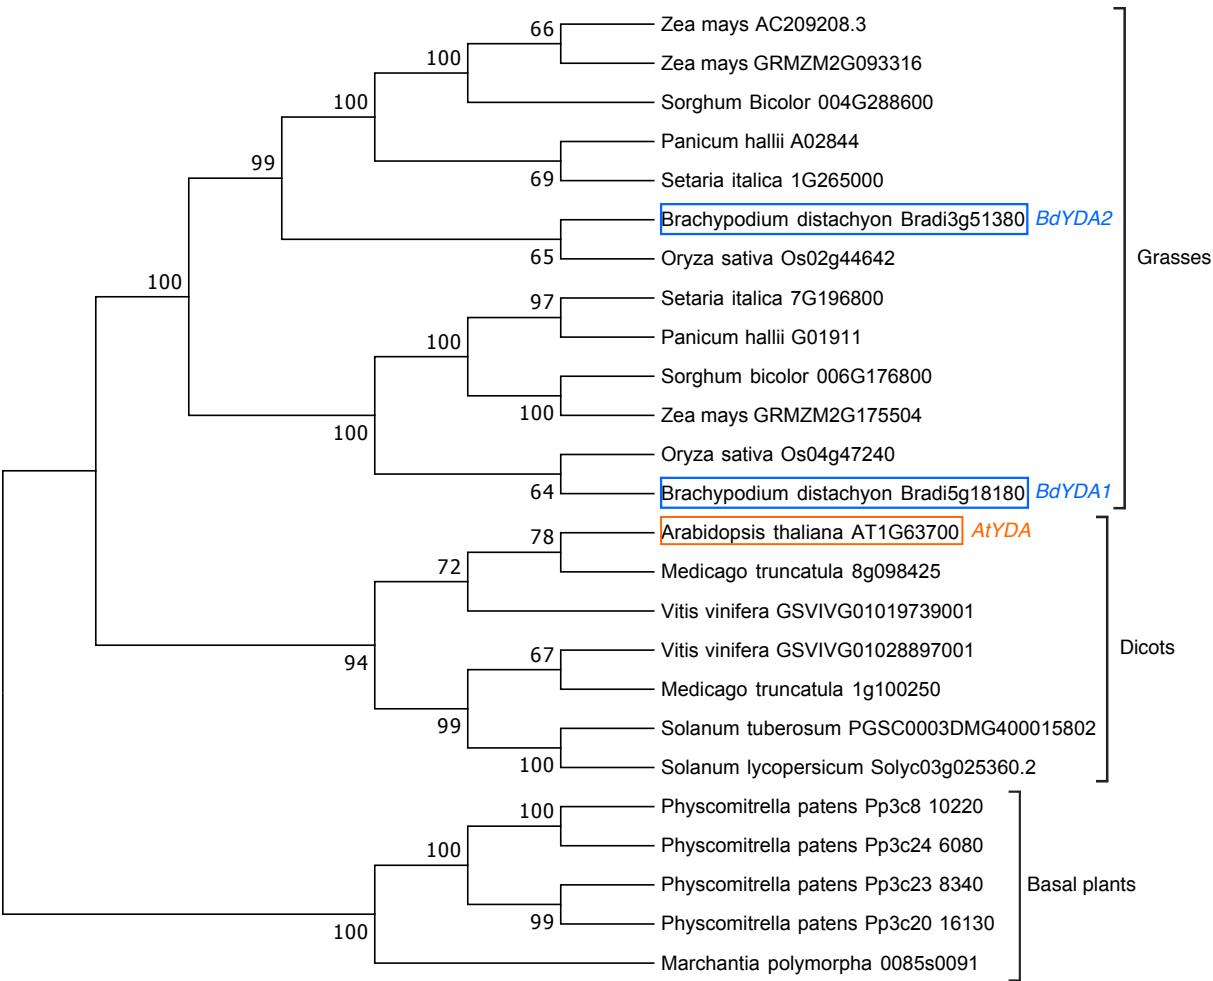 66
Zea mays AC209208.3
100
Zea mays GRMZM2G093316
100
Sorghum Bicolor 004G288600
99
Panicum hallii A02844
69
Setaria italica 1G265000
Brachypodium distachyon Bradi3g51380 BdYDA2
65
Oryza sativa Os02g44642
Grasses
100
97
Setaria italica 7G196800
100
Panicum hallii G01911
Sorghum bicolor 006G176800
100
Zea mays GRMZM2G175504
100
Oryza sativa Os04g47240
64
Brachypodium distachyon Bradi5g18180 BdYDA1
78
Arabidopsis thaliana AT1G63700 AtYDA
72
Medicago truncatula 8g098425
Vitis vinifera GSVIVG01019739001
94
67
Vitis vinifera GSVIVG01028897001
Dicots
Medicago truncatula 1g100250
99
Solanum tuberosum PGSC0003DMG400015802
100
Solanum lycopersicum Solyc03g025360.2
100
Physcomitrella patens Pp3c8 10220
100
Physcomitrella patens Pp3c24 6080
Physcomitrella patens Pp3c23 8340
Basal plants
99
Physcomitrella patens Pp3c20 16130
100
Marchantia polymorpha 0085s0091